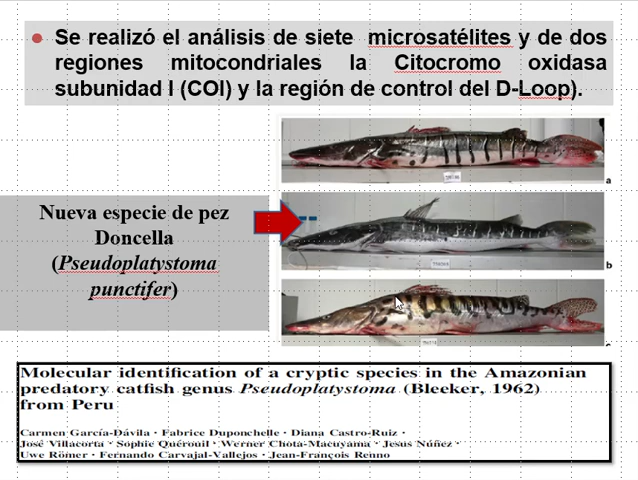 Se realizó el análisis de siete microsatélites y de dos
regiones mitocondriales la Citocromo oxidasa
subunidad I (COI) y la región de control del D-Loop).
a
Nueva especie de pez
Doncella
(Pseudoplatystoma
punctifer)
b
Molecular identification of a cryptic species in the Amazonian
predatory catfish genus Pseudoplatystoma (Bleeker, 1962)
from Peru
Carmen García-Dávila · Fabrice Duponchelle · Diana Castro-Ruiz ·
José Villacorta · Sophie Quérouil · Werner Chota-Macuyama · Jesus Núñez ·
Uwe Römer · Fernando Carvajal-Vallejos · Jean-François Renno